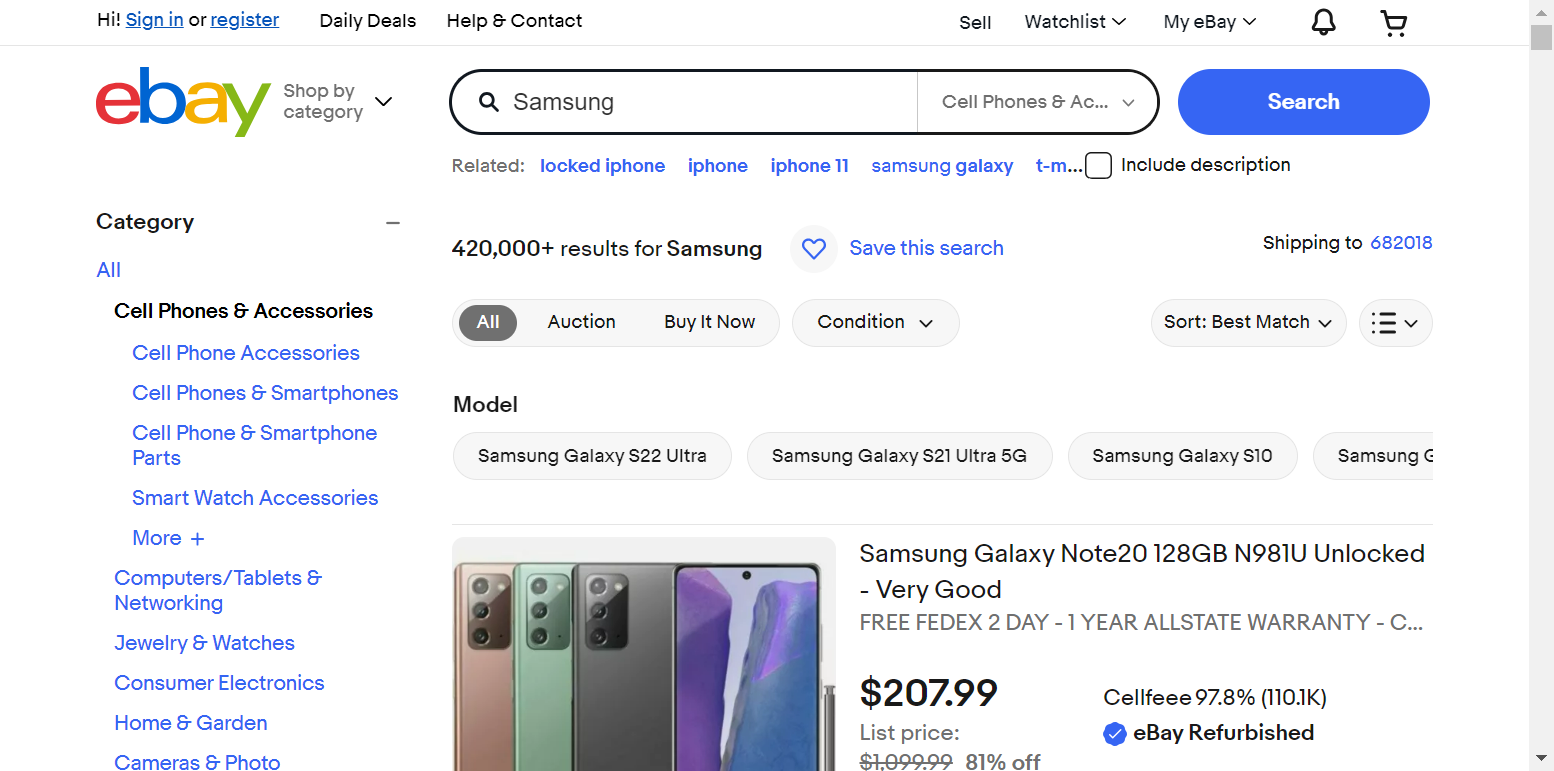 Hi! Sign in or register Daily Deals Help & Contact Sell Watchlist My eBay
ebay
Shop by
category
Samsung
Cell Phones & Ac...
Search
Related: locked iphone iphone iphone 11 samsung galaxy t-m... Include description
Category
All
Cell Phones & Accessories
Cell Phone Accessories
Cell Phones & Smartphones
Cell Phone & Smartphone
Parts
Smart Watch Accessories
More +
Computers/Tablets &
Networking
Jewelry & Watches
Consumer Electronics
Home & Garden
Cameras & Photo
420,000+ results for Samsung
Save this search
Shipping to 682018
All Auction Buy It Now Condition Sort: Best Match
Model
Samsung Galaxy S22 Ultra Samsung Galaxy S21 Ultra 5G Samsung Galaxy S10 Samsung G
Samsung Galaxy Note20 128GB N981U Unlocked
- Very Good
FREE FEDEX 2 DAY - 1 YEAR ALLSTATE WARRANTY - C...
$207.99
List price:
$1,099.99 81% off
Cellfeee 97.8% (110.1K)
eBay Refurbished